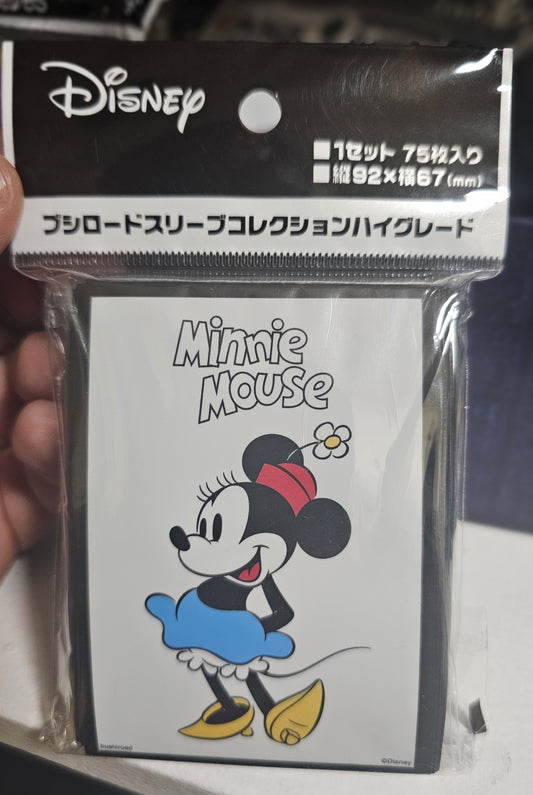 Disney
■1セット 75枚入り
■縦92×横67(mm)
ブシロードスリーブコレクションハイグレード
Minnie
Mouse
bushiroad
©Disney